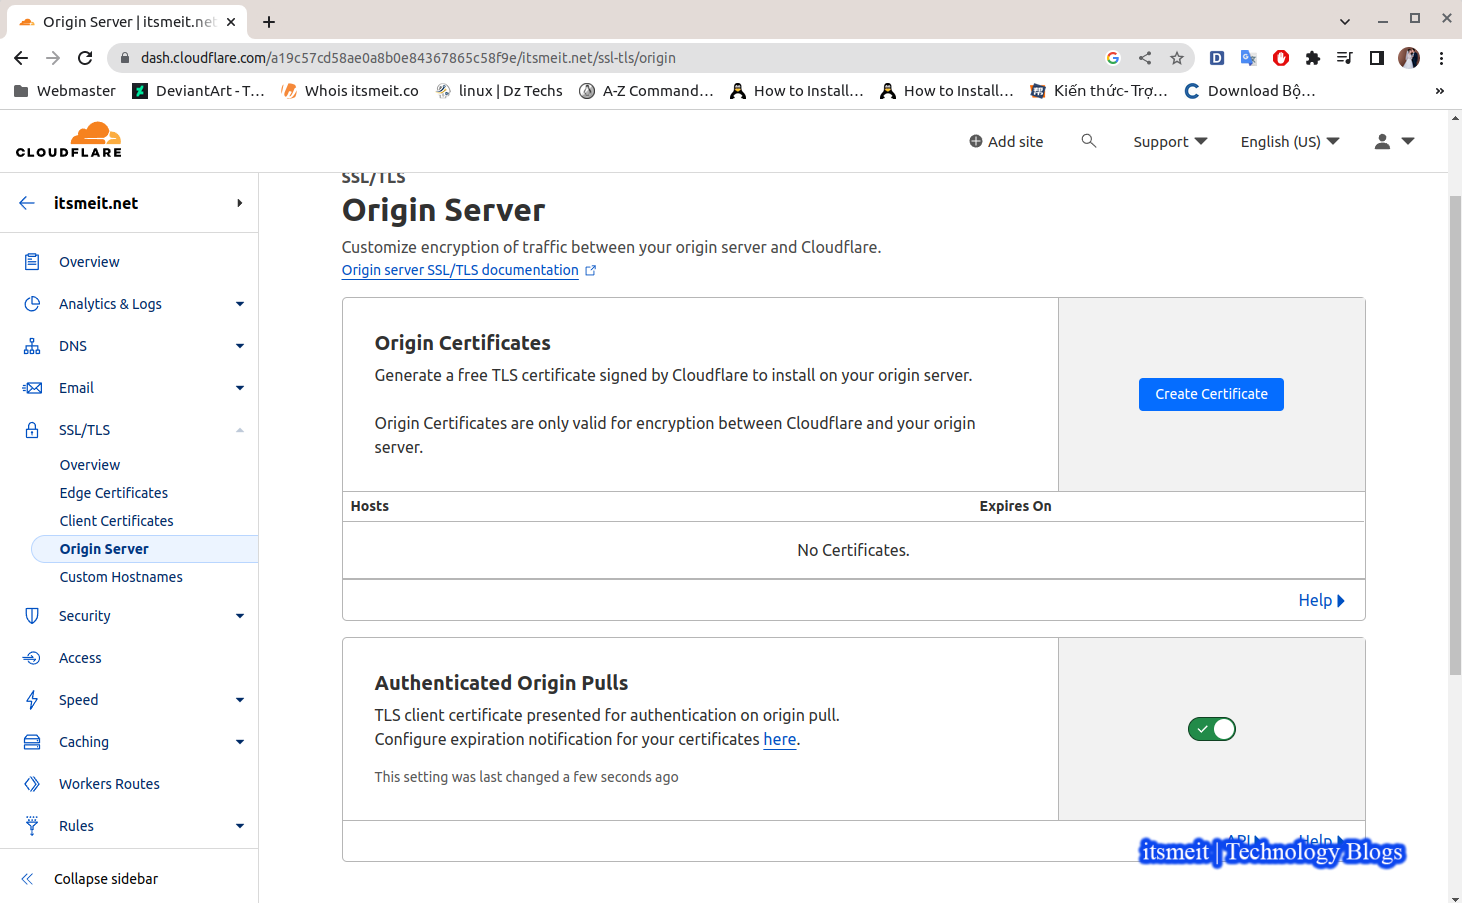 Origin Server | itsmeit.net
dash.cloudflare.com/a19c57cd58ae0a8b0e84367865c58f9e/itsmeit.net/ssl-tls/origin
Webmaster
DeviantArt - T...
Whois itsmeit.co
linux | Dz Techs
A-Z Command...
How to Install...
How to Install...
Kiến thức- Trợ...
Download Bộ...
»
CLOUDFLARE
Add site
Support
English (US)
itsmeit.net
Overview
Analytics & Logs
DNS
Email
SSL/TLS
Overview
Edge Certificates
Client Certificates
Origin Server
Custom Hostnames
Security
Access
Speed
Caching
Workers Routes
Rules
Collapse sidebar
SSL/TLS
Origin Server
Customize encryption of traffic between your origin server and Cloudflare.
Origin server SSL/TLS documentation
Origin Certificates
Generate a free TLS certificate signed by Cloudflare to install on your origin server.
Origin Certificates are only valid for encryption between Cloudflare and your origin
server.
Create Certificate
Hosts Expires On
No Certificates.
Help
Authenticated Origin Pulls
TLS client certificate presented for authentication on origin pull.
Configure expiration notification for your certificates here.
This setting was last changed a few seconds ago
API Help
itsmeit | Technology Blogs